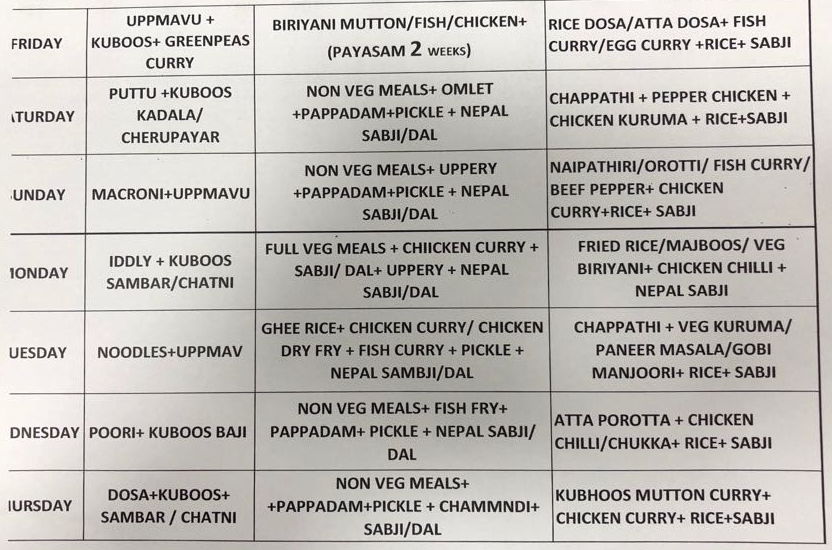 FRIDAY
UPPMAVU +
KUBOOS+ GREENPEAS
CURRY
BIRIYANI MUTTON/FISH/CHICKEN+
(PAYASAM 2 WEEKS)
RICE DOSA/ATTA DOSA+ FISH
CURRY/EGG CURRY +RICE+ SABJI
ATURDAY
PUTTU +KUBOOS
KADALA/
CHERUPAYAR
NON VEG MEALS+ OMLET
+PAPPADAM+PICKLE + NEPAL
SABJI/DAL
CHAPPATHI + PEPPER CHICKEN +
CHICKEN KURUMA + RICE+SABJI
UNDAY
MACRONI+UPPMAVU
NON VEG MEALS+ UPPERY
+PAPPADAM+PICKLE + NEPAL
SABJI/DAL
NAIPATHIRI/OROTTI/ FISH CURRY/
BEEF PEPPER+ CHICKEN
CURRY+RICE+ SABJI
MONDAY
IDDLY + KUBOOS
SAMBAR/CHATNI
FULL VEG MEALS + CHIICKEN CURRY +
SABJI/ DAL+ UPPERY + NEPAL
SABJI/DAL
FRIED RICE/MAJBOOS/ VEG
BIRIYANI+ CHICKEN CHILLI +
NEPAL SABJI
UESDAY
NOODLES+UPPMAV
GHEE RICE+ CHICKEN CURRY/ CHICKEN
DRY FRY + FISH CURRY + PICKLE +
NEPAL SAMBJI/DAL
CHAPPATHI + VEG KURUMA/
PANEER MASALA/GOBI
MANJOORI+ RICE+ SABJI
DNESDAY
POORI+ KUBOOS BAJI
NON VEG MEALS+ FISH FRY+
PAPPADAM+ PICKLE + NEPAL SABJI/
DAL
ATTA POROTTA + CHICKEN
CHILLI/CHUKKA+ RICE+ SABJI
HURSDAY
DOSA+KUBOOS+
SAMBAR / CHATNI
NON VEG MEALS+
+PAPPADAM+PICKLE + CHAMMNDI+
SABJI/DAL
KUBHOOS MUTTON CURRY+
CHICKEN CURRY+ RICE+SABJI